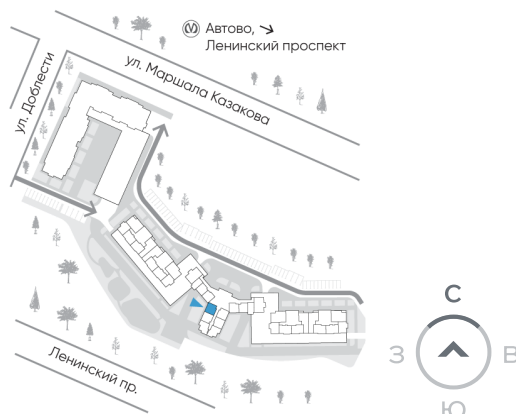 Автово, ↘
Ленинский проспект
ул. Маршала Казакова
ул. Доблести
Ленинский пр.
С
З
В
Ю